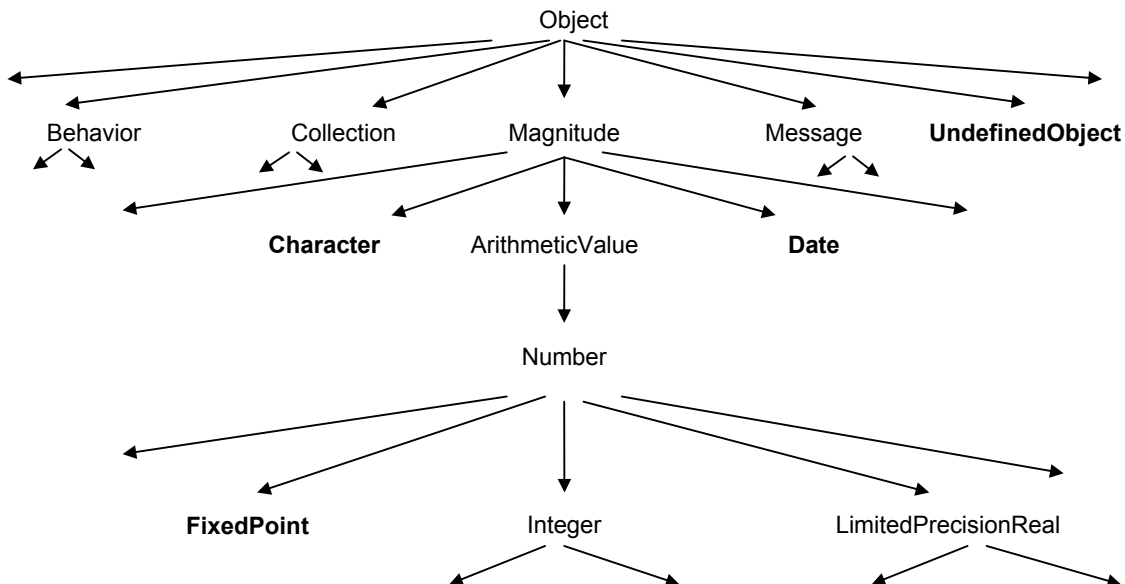 Object
Behavior Collection Magnitude Message UndefinedObject
Character ArithmeticValue Date
Number
FixedPoint Integer LimitedPrecisionReal